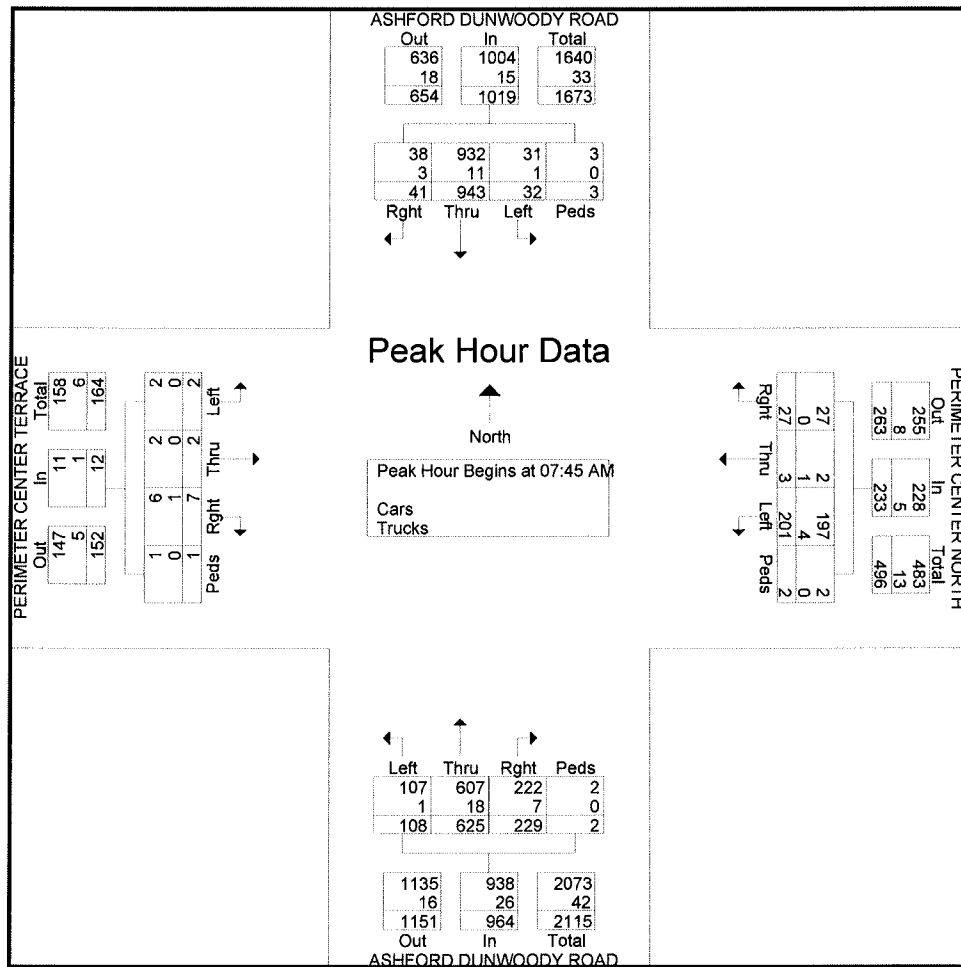 ASHFORD DUNWOODY ROAD
Out In Total
636 1004 1640
18 15 33
654 1019 1673
38 932 31 3
3 11 1 0
41 943 32 3
Rght Thru Left Peds
Peak Hour Data
North
Peak Hour Begins at 07:45 AM
Cars
Trucks
PERIMETER CENTER TERRACE
Total In Out
158 11 147
6 1 5
164 12 152
2 2 6 1
0 0 1 0
2 2 7 1
Left Thru Rght Peds
PERIMETER CENTER NORTH
Out In Total
255 228 483
8 5 13
263 233 496
27 2 197 2
0 1 4 0
27 3 201 2
Rght Thru Left Peds
Left Thru Rght Peds
107 607 222 2
1 18 7 0
108 625 229 2
1135 938 2073
16 26 42
1151 964 2115
Out In Total
ASHFORD DUNWOODY ROAD